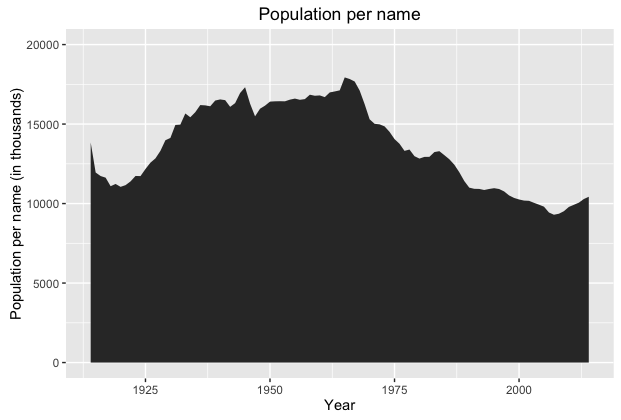 Population per name
20000
15000
10000
5000
0
Population per name (in thousands)
1925 1950 1975 2000
Year